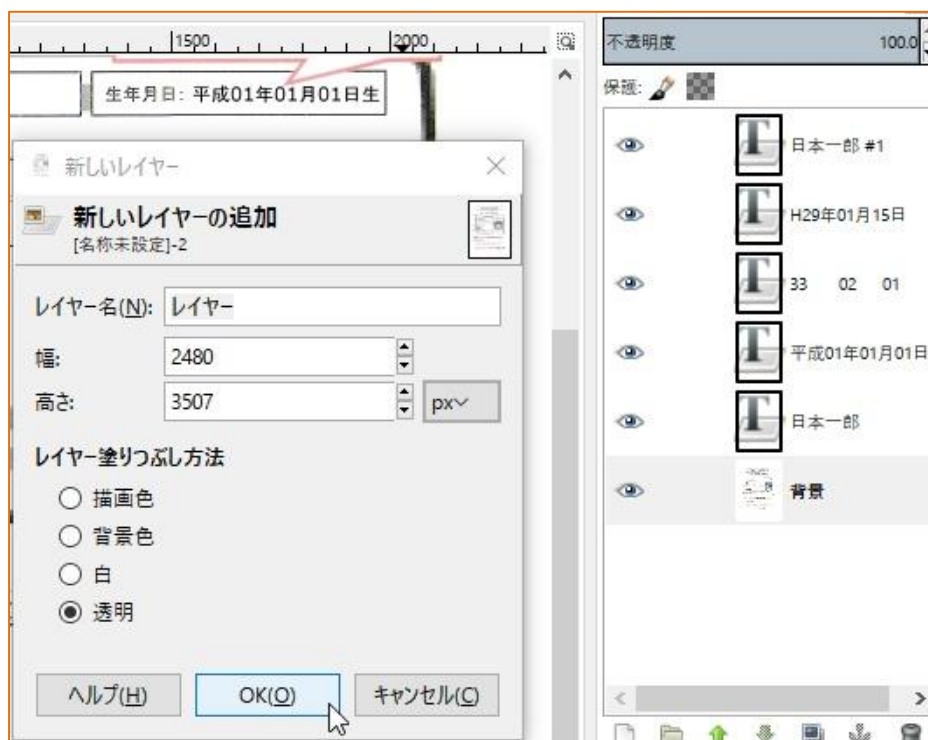 1500
2000
生年月日: 平成01年01月01日生
新しいレイヤー
新しいレイヤーの追加
[名称未設定]-2
レイヤー名(N): レイヤー
幅: 2480
高さ: 3507 px
レイヤー塗りつぶし方法
描画色
背景色
白
透明
ヘルプ(H)
OK(O)
キャンセル(C)
不透明度 100.0
保護:
日本一郎 #1
H29年01月15日
33 02 01
平成01年01月01日
日本一郎
背景